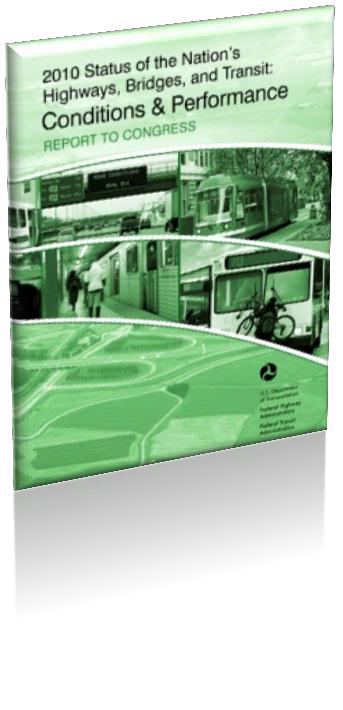 2010 Status of the Nation's
Highways, Bridges, and Transit:
Conditions & Performance
REPORT TO CONGRESS
U.S. Department
of Transportation
Federal Highway
Administration
Federal Transit
Administration